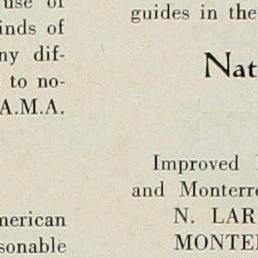 use of
inds of
ny dif-
to no-
A.M.A.
merican
sonable
guides in the
Nat
Improved
and Monterre
N. LAR
MONTE